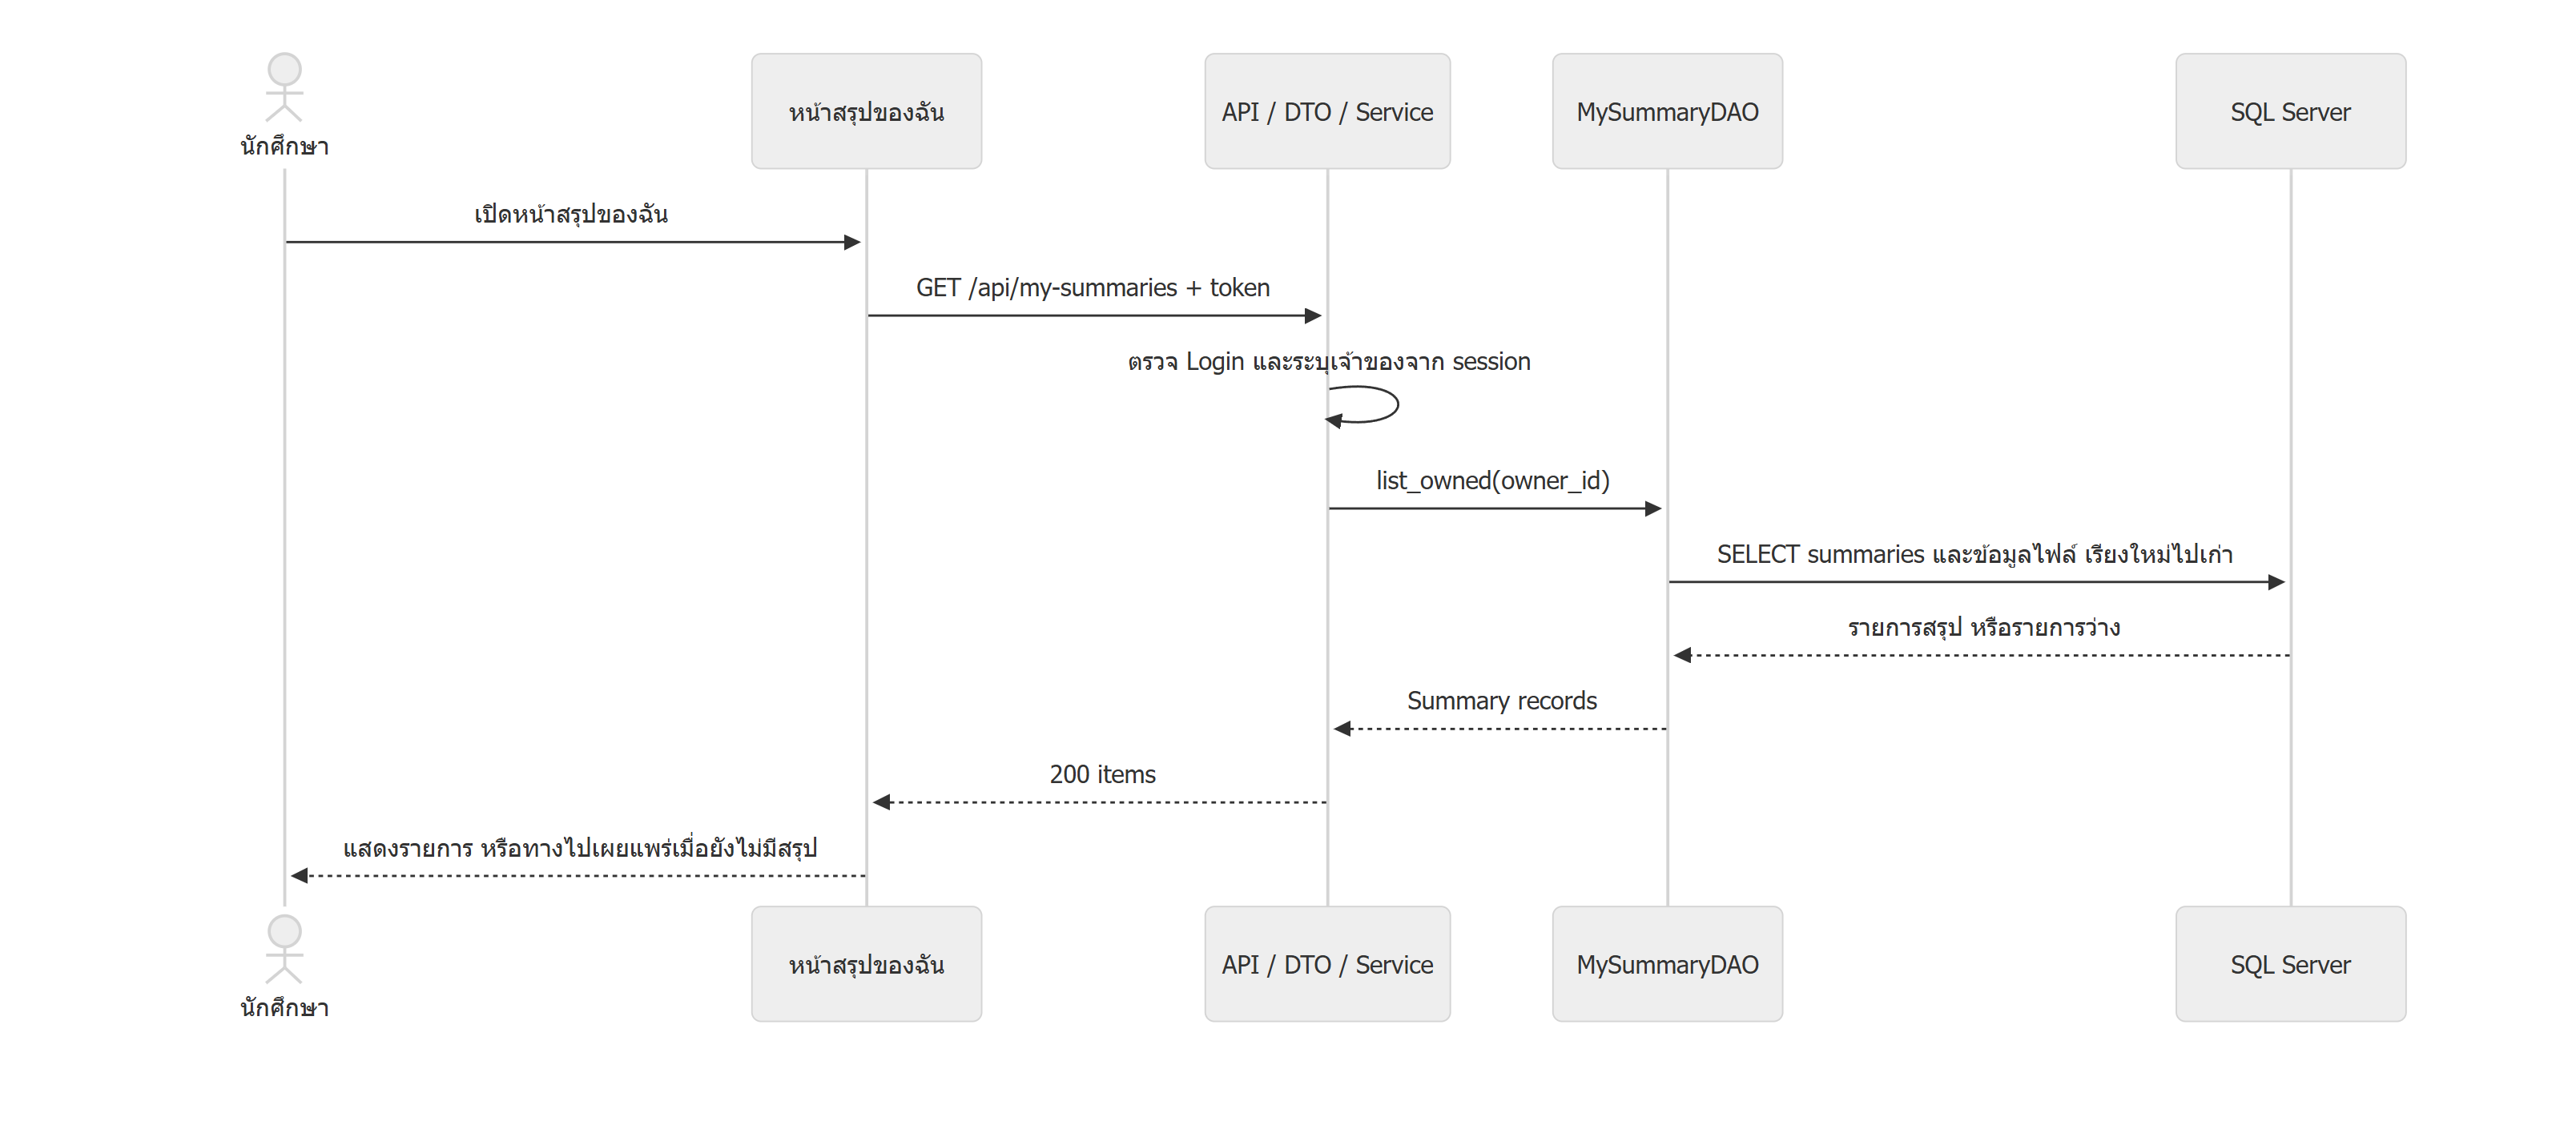 นักศึกษา
หน้าสรุปของฉัน
API / DTO / Service
MySummaryDAO
SQL Server
เปิดหน้าสรุปของฉัน
GET /api/my-summaries + token
ตรวจ Login และระบุเจ้าของจาก session
list_owned(owner_id)
SELECT summaries และข้อมูลไฟล์ เรียงใหม่ไปเก่า
รายการสรุป หรือรายการว่าง
Summary records
200 items
แสดงรายการ หรือทางไปเผยแพร่เมื่อยังไม่มีสรุป
นักศึกษา
หน้าสรุปของฉัน
API / DTO / Service
MySummaryDAO
SQL Server